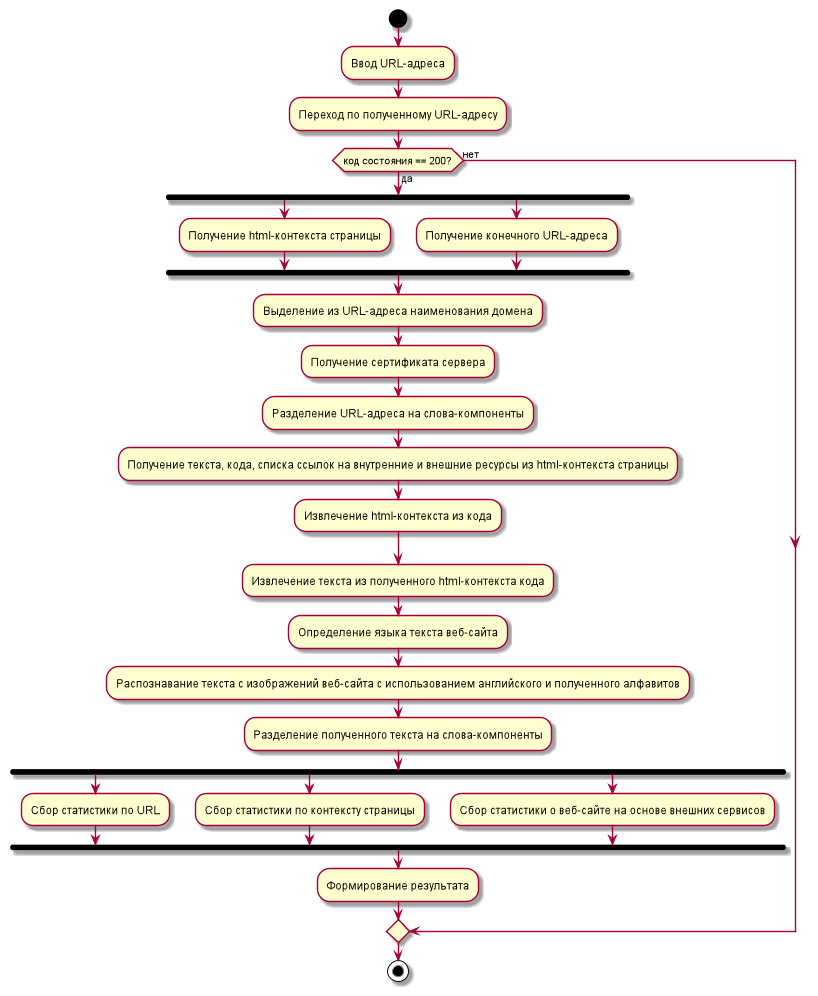 Ввод URL-адреса
Переход по полученному URL-адресу
код состояния == 200?
нет
да
Получение html-контекста страницы
Получение конечного URL-адреса
Выделение из URL-адреса наименования домена
Получение сертификата сервера
Разделение URL-адреса на слова-компоненты
Получение текста, кода, списка ссылок на внутренние и внешние ресурсы из html-контекста страницы
Извлечение html-контекста из кода
Извлечение текста из полученного html-контекста кода
Определение языка текста веб-сайта
Распознавание текста с изображений веб-сайта с использованием английского и полученного алфавитов
Разделение полученного текста на слова-компоненты
Сбор статистики по URL
Сбор статистики по контексту страницы
Сбор статистики о веб-сайте на основе внешних сервисов
Формирование результата